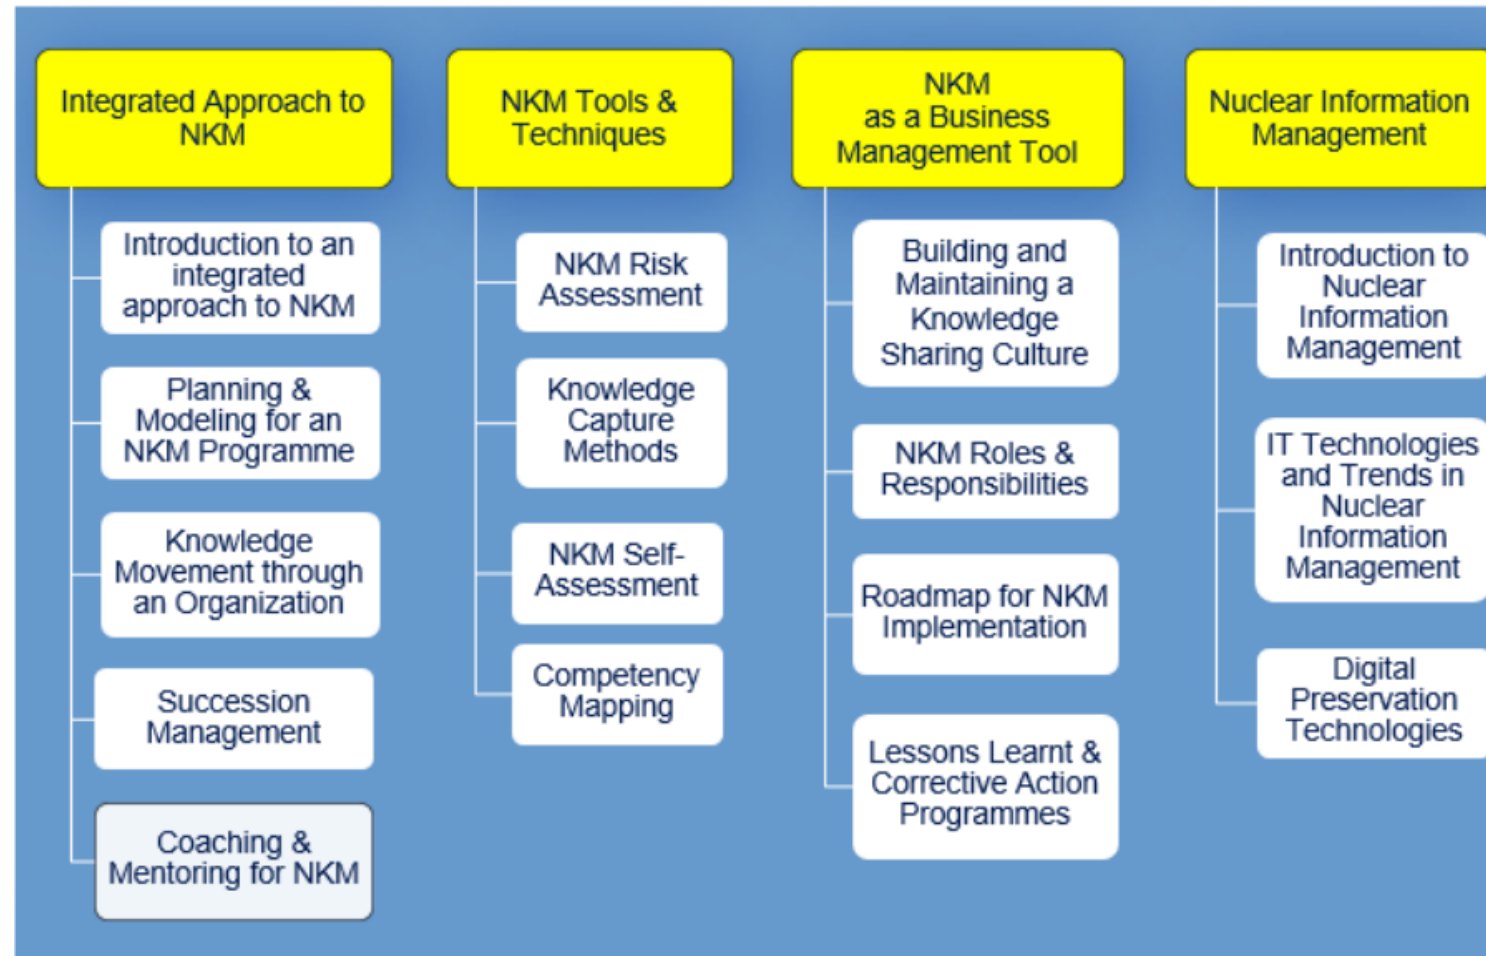 Integrated Approach to
NKM
Introduction to an
integrated
approach to NKM
Planning &
Modeling for an
NKM Programme
Knowledge
Movement through
an Organization
Succession
Management
Coaching &
Mentoring for NKM
NKM Tools &
Techniques
NKM Risk
Assessment
Knowledge
Capture
Methods
NKM Self-
Assessment
Competency
Mapping
NKM
as a Business
Management Tool
Building and
Maintaining a
Knowledge
Sharing Culture
NKM Roles &
Responsibilities
Roadmap for NKM
Implementation
Lessons Learnt &
Corrective Action
Programmes
Nuclear Information
Management
Introduction to
Nuclear
Information
Management
IT Technologies
and Trends in
Nuclear
Information
Management
Digital
Preservation
Technologies